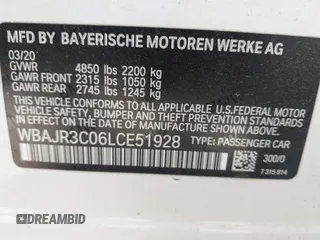 MFD BY BAYERISCHE MOTOREN WERKE AG
03/20
GVWR 4850 lbs 2200 kg
GAWR FRONT 2315 lbs 1050 kg
GAWR REAR 2745 lbs 1245 kg
THIS VEHICLE CONFORMS TO ALL APPLICABLE U.S.FEDERAL MOTOR
VEHICLE SAFETY, BUMPER, AND THEFT PREVENTION STANDARDS
IN EFFECT ON THE DATE OF MANUFACTURE SHOWN ABOVE.
WBAJR3C06LCE51928 TYPE: PASSENGER CAR
300/0
7 315 814
©DREAMBID